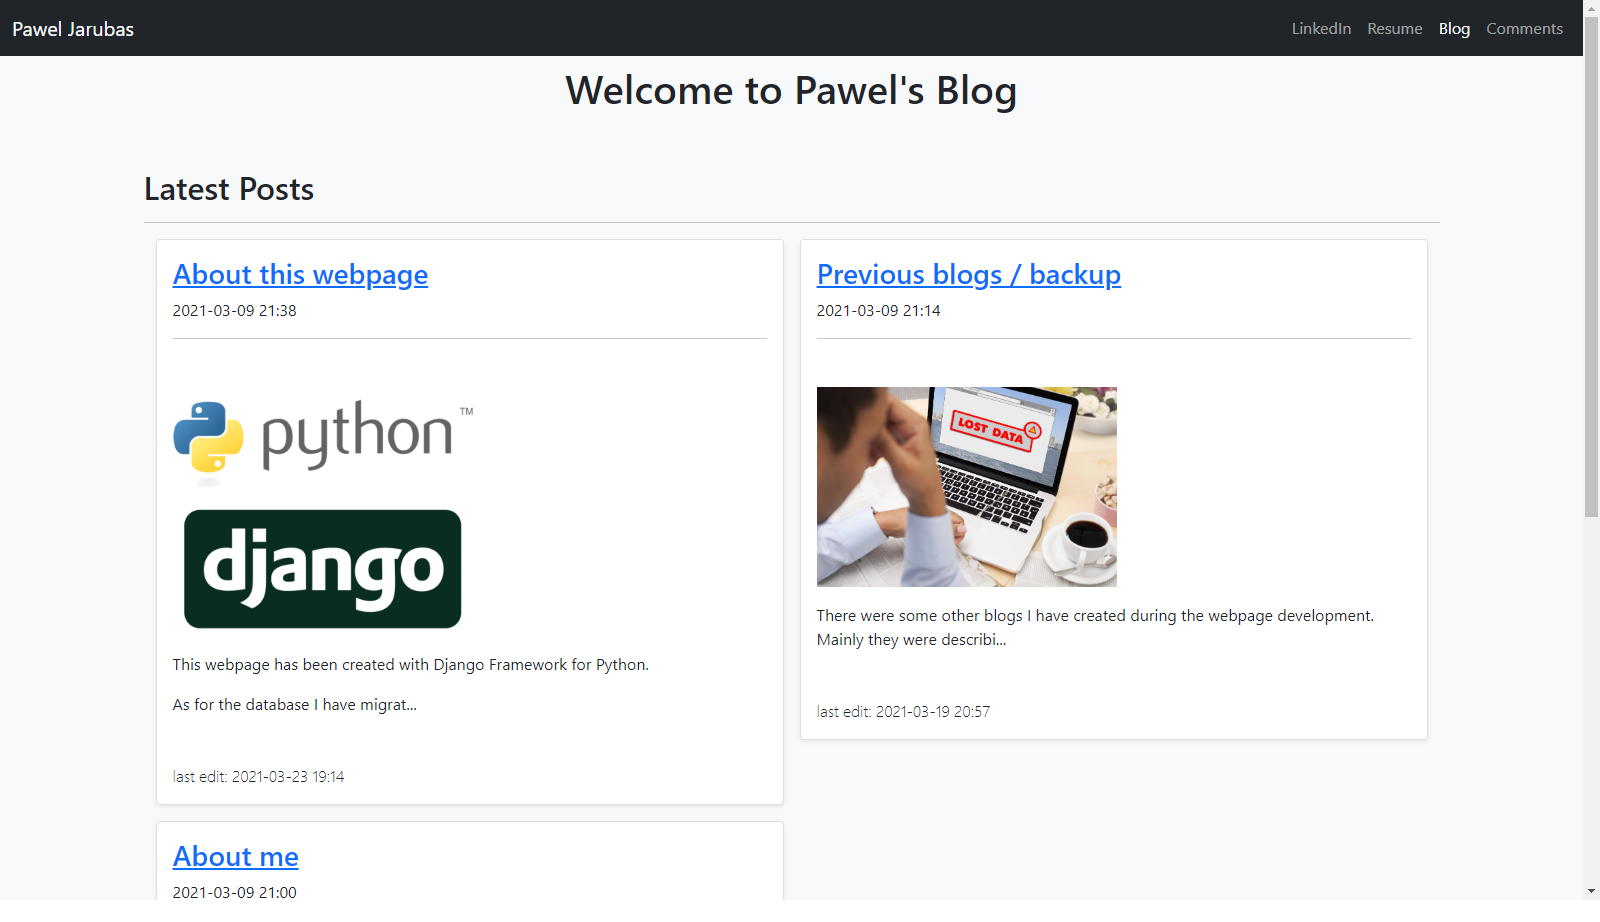 Pawel Jarubas
LinkedIn Resume Blog Comments
Welcome to Pawel's Blog
Latest Posts
About this webpage
2021-03-09 21:38
python™
django
This webpage has been created with Django Framework for Python.
As for the database I have migrat...
last edit: 2021-03-23 19:14
Previous blogs / backup
2021-03-09 21:14
LOST DATA
There were some other blogs I have created during the webpage development.
Mainly they were describi...
last edit: 2021-03-19 20:57
About me
2021-03-09 21:00